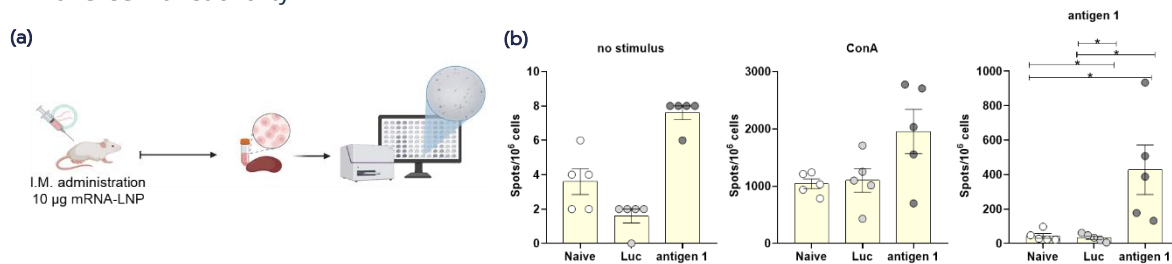 (a)
I.M. administration
10 µg mRNA-LNP
(b)
no stimulus
Spots/10⁶ cells
10
8
6
4
2
0
Naive Luc antigen 1
ConA
Spots/10⁶ cells
3000
2000
1000
0
Naive Luc antigen 1
antigen 1
*
*
*
*
Spots/10⁶ cells
1000
800
600
400
200
0
Naive Luc antigen 1